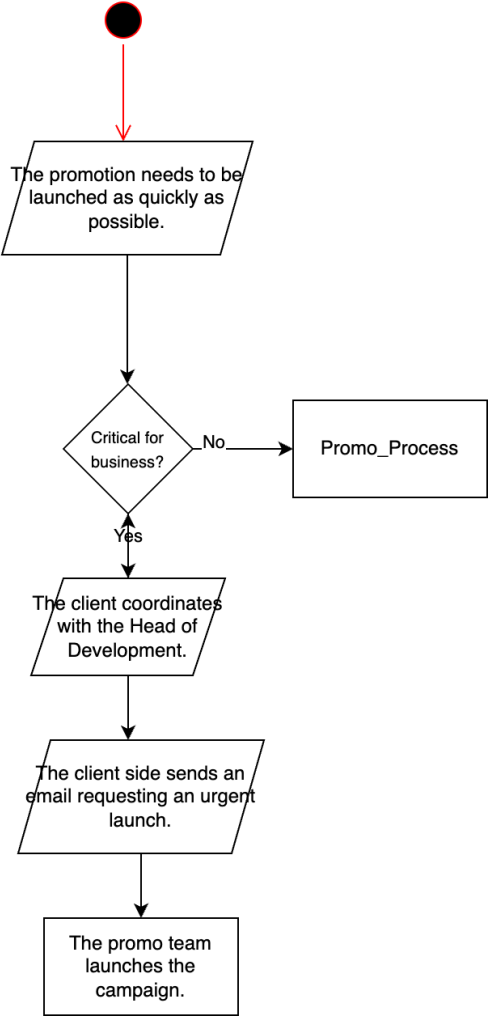 The promotion needs to be
launched as quickly as
possible.
Critical for
business?
No
Promo_Process
Yes
The client coordinates
with the Head of
Development.
The client side sends an
email requesting an urgent
launch.
The promo team
launches the
campaign.